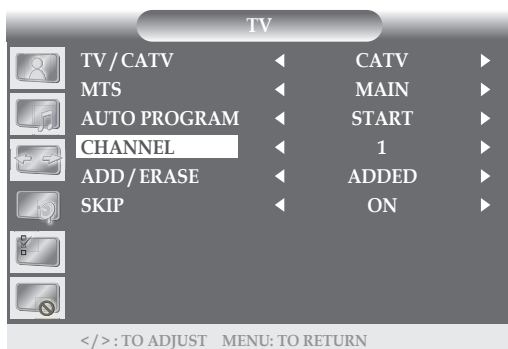 TV
TV / CATV ◀ CATV ▶
MTS ◀ MAIN ▶
AUTO PROGRAM ◀ START ▶
CHANNEL ◀ 1 ▶
ADD / ERASE ◀ ADDED ▶
SKIP ◀ ON ▶
< / > : TO ADJUST MENU: TO RETURN